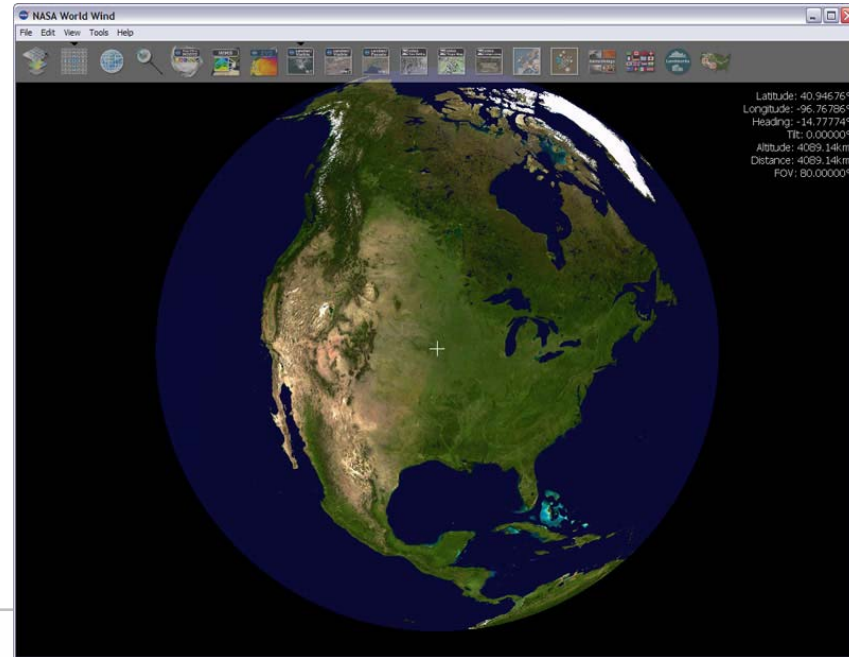 NASA World Wind
File Edit View Tools Help
Latitude: 40.94676°
Longitude: -96.76786°
Heading: -14.77774°
Tilt: 0.00000°
Altitude: 4089.14km
Distance: 4089.14km
FOV: 80.00000°